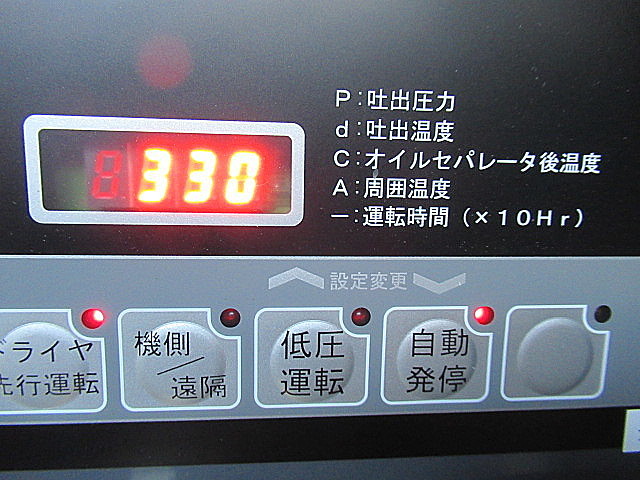 P：吐出圧力
d：吐出温度
C：オイルセパレータ後温度
A：周囲温度
―：運転時間（×10Hr）
330
設定変更
ドライヤ
先行運転
機側／遠隔
低圧
運転
自動
発停